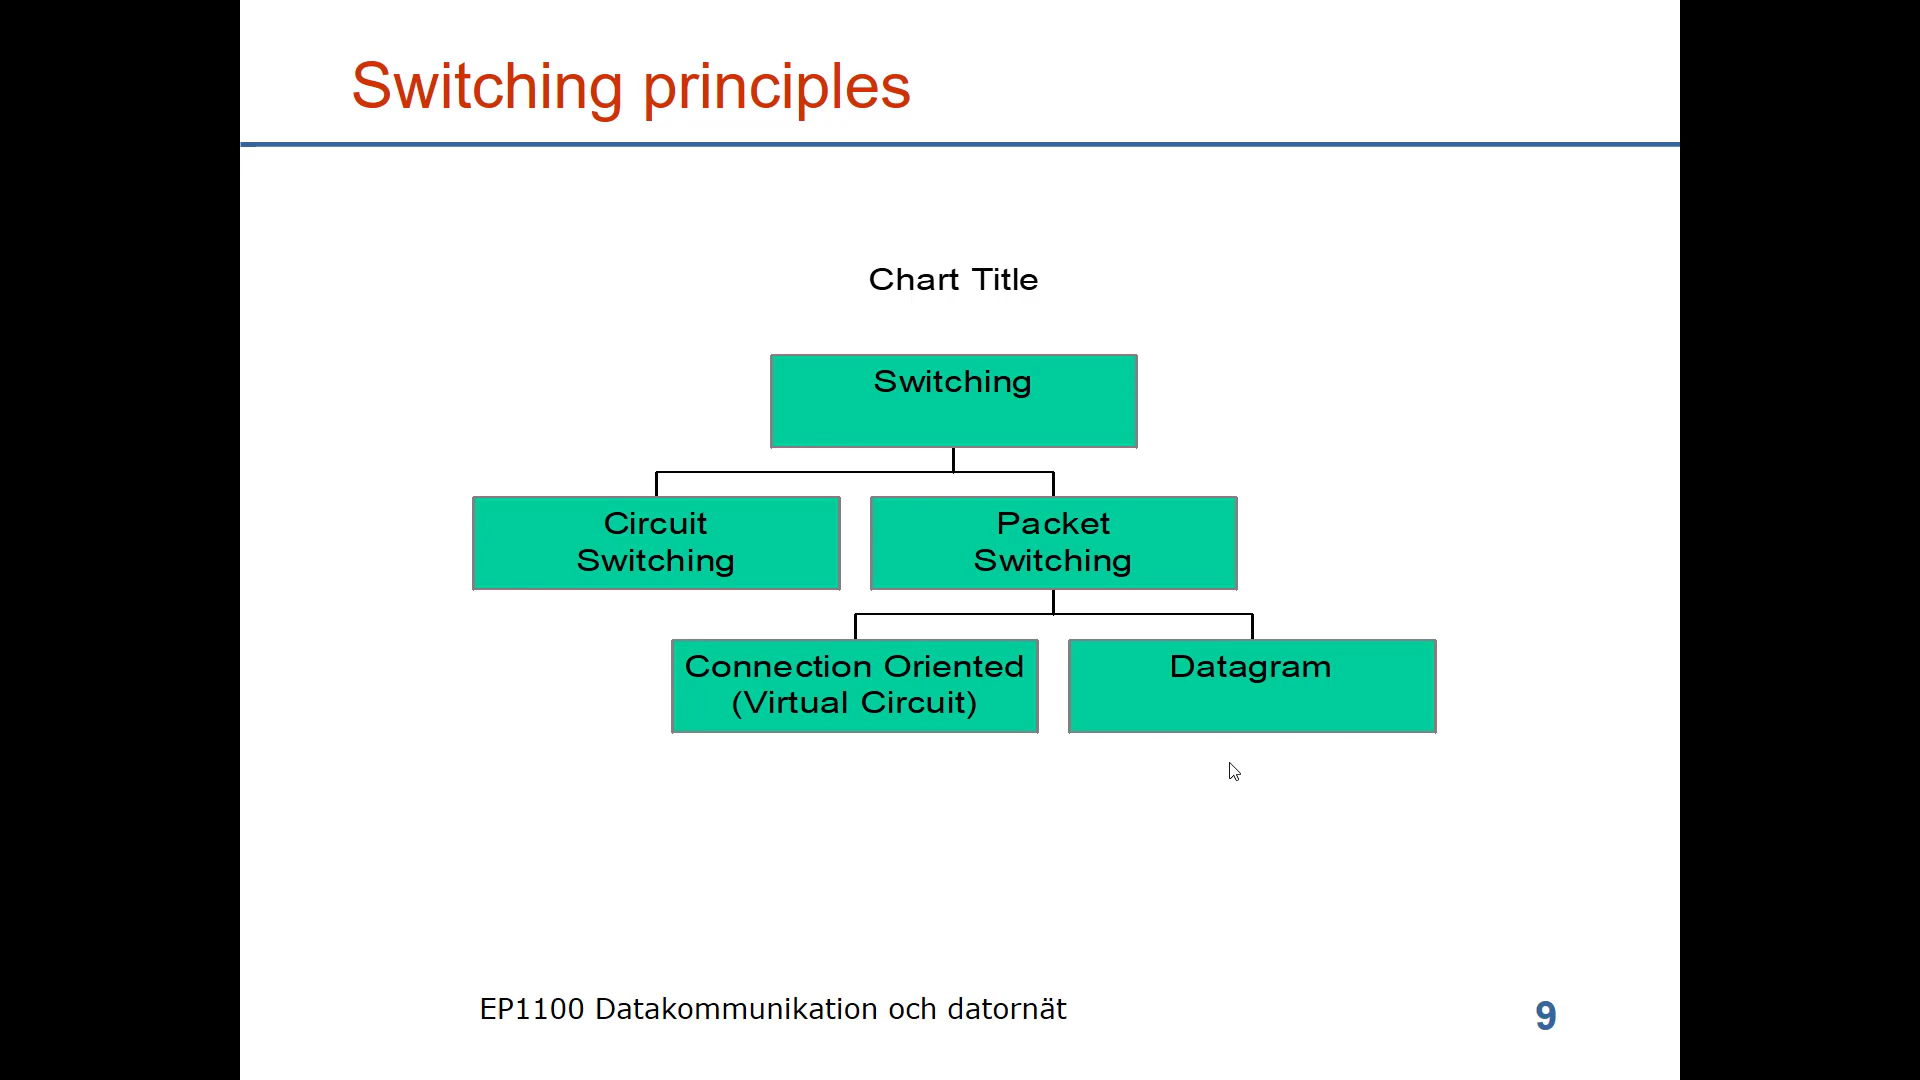 Switching principles
Chart Title
Switching
Circuit
Switching
Packet
Switching
Connection Oriented
(Virtual Circuit)
Datagram
EP1100 Datakommunikation och datornät
9